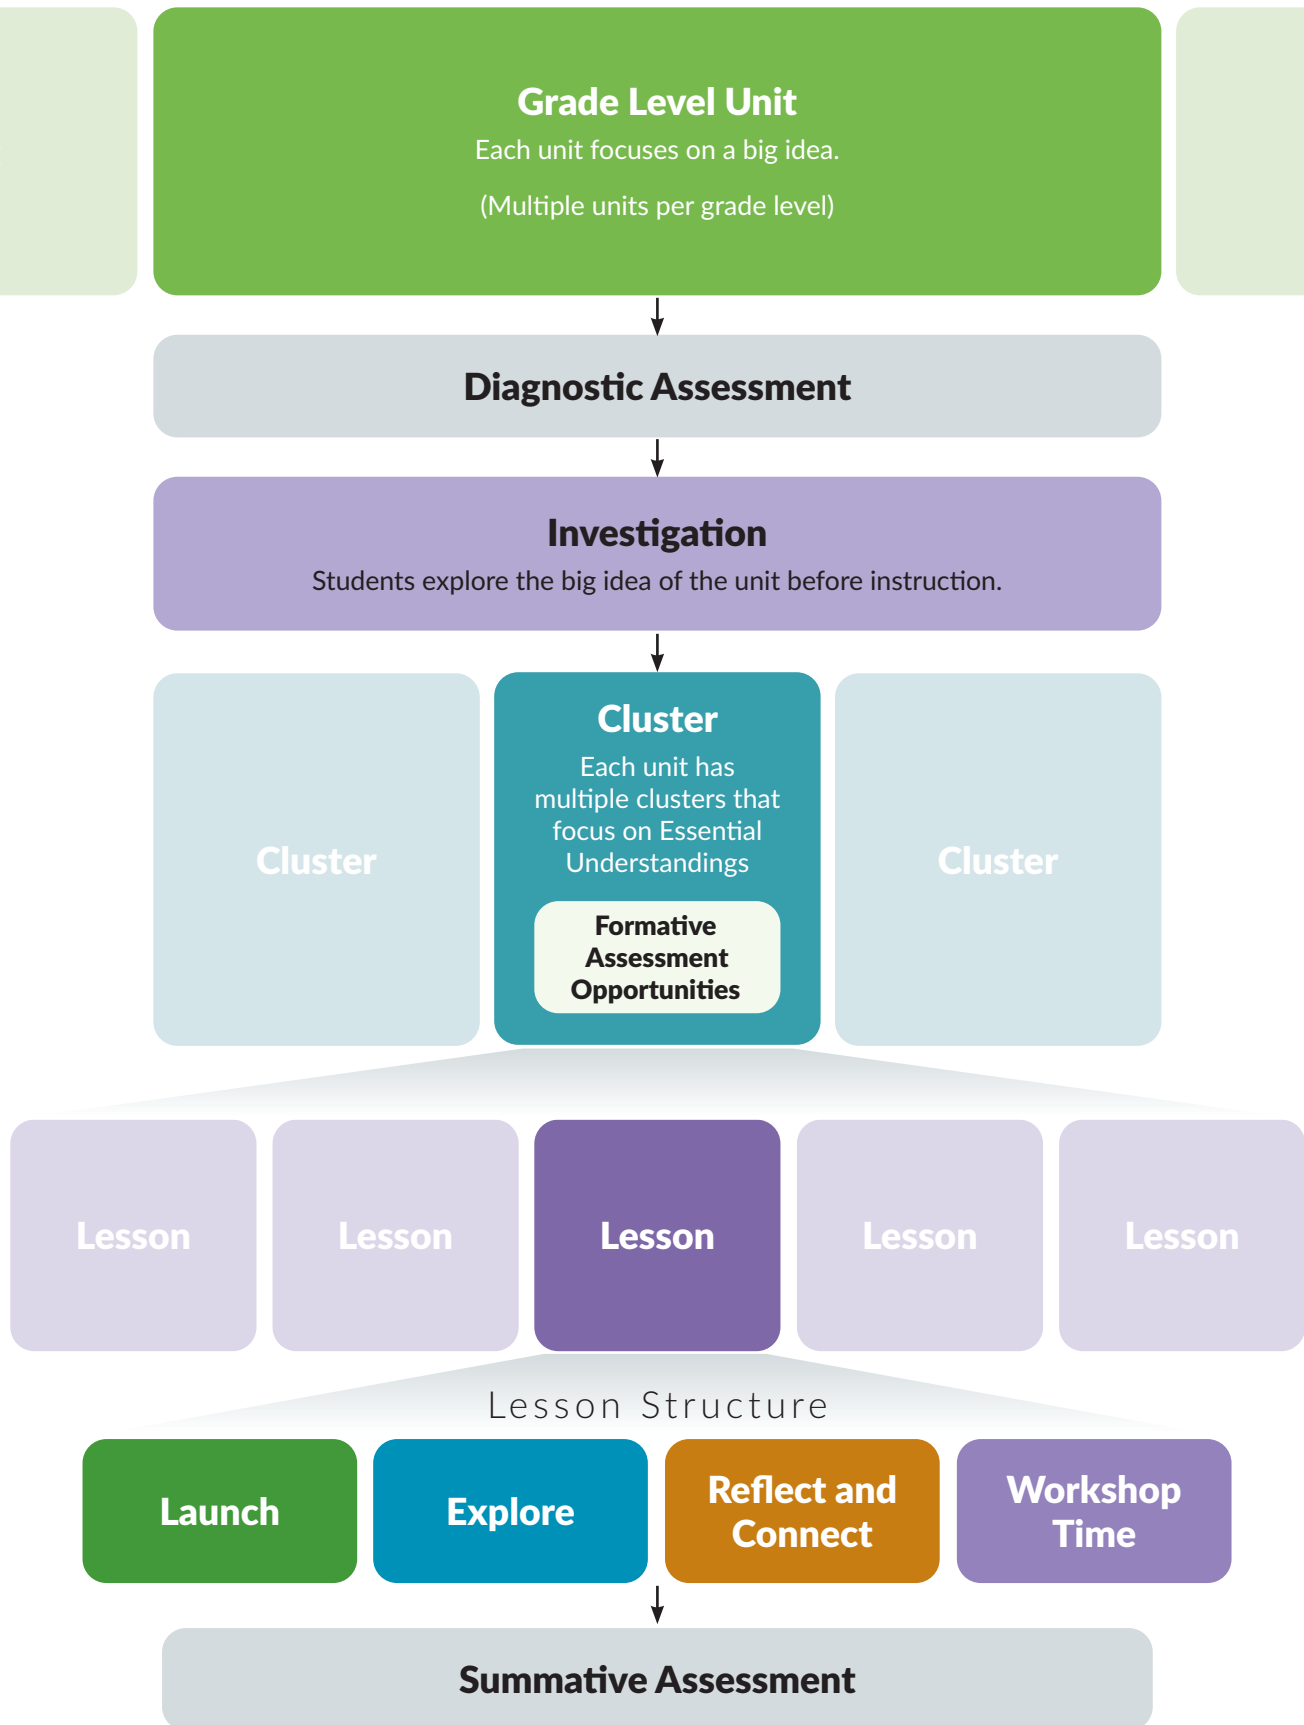 Grade Level Unit
Each unit focuses on a big idea.
(Multiple units per grade level)
Diagnostic Assessment
Investigation
Students explore the big idea of the unit before instruction.
Cluster
Cluster
Each unit has
multiple clusters that
focus on Essential
Understandings
Formative
Assessment
Opportunities
Cluster
Lesson
Lesson
Lesson
Lesson
Lesson
Lesson Structure
Launch
Explore
Reflect and
Connect
Workshop
Time
Summative Assessment